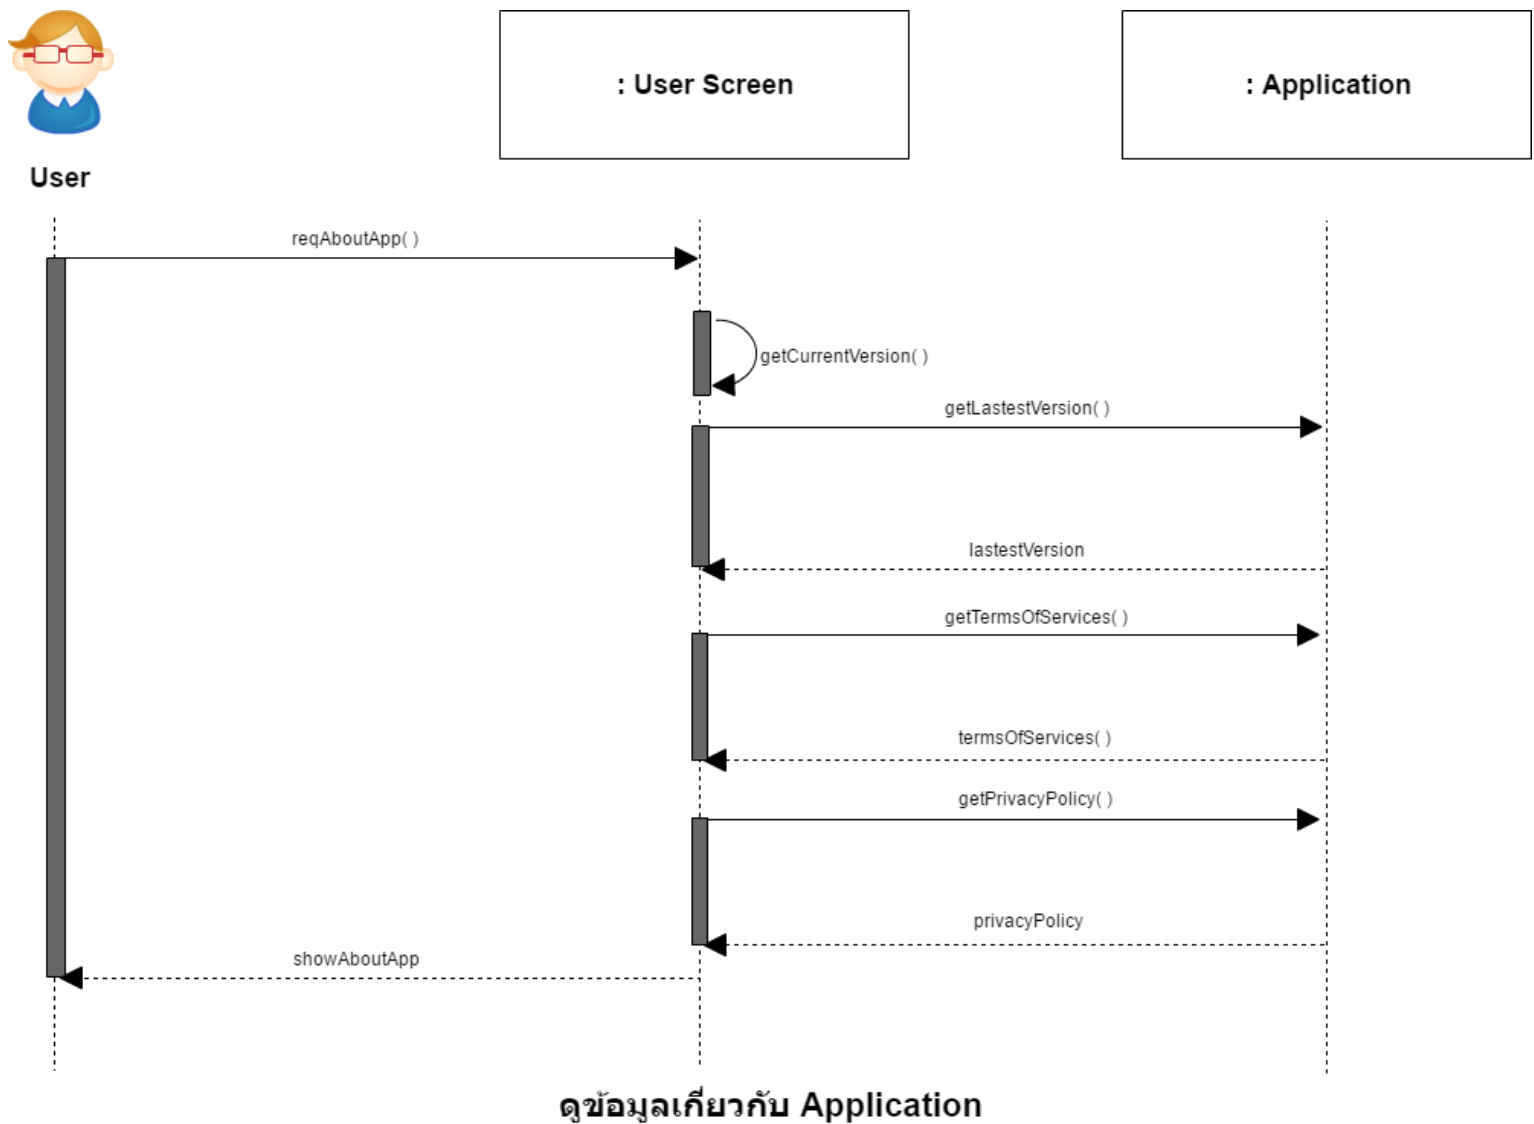 : User Screen
: Application
User
reqAboutApp( )
getCurrentVersion( )
getLastestVersion( )
lastestVersion
getTermsOfServices( )
termsOfServices( )
getPrivacyPolicy( )
privacyPolicy
showAboutApp
ดูข้อมูลเกี่ยวกับ Application